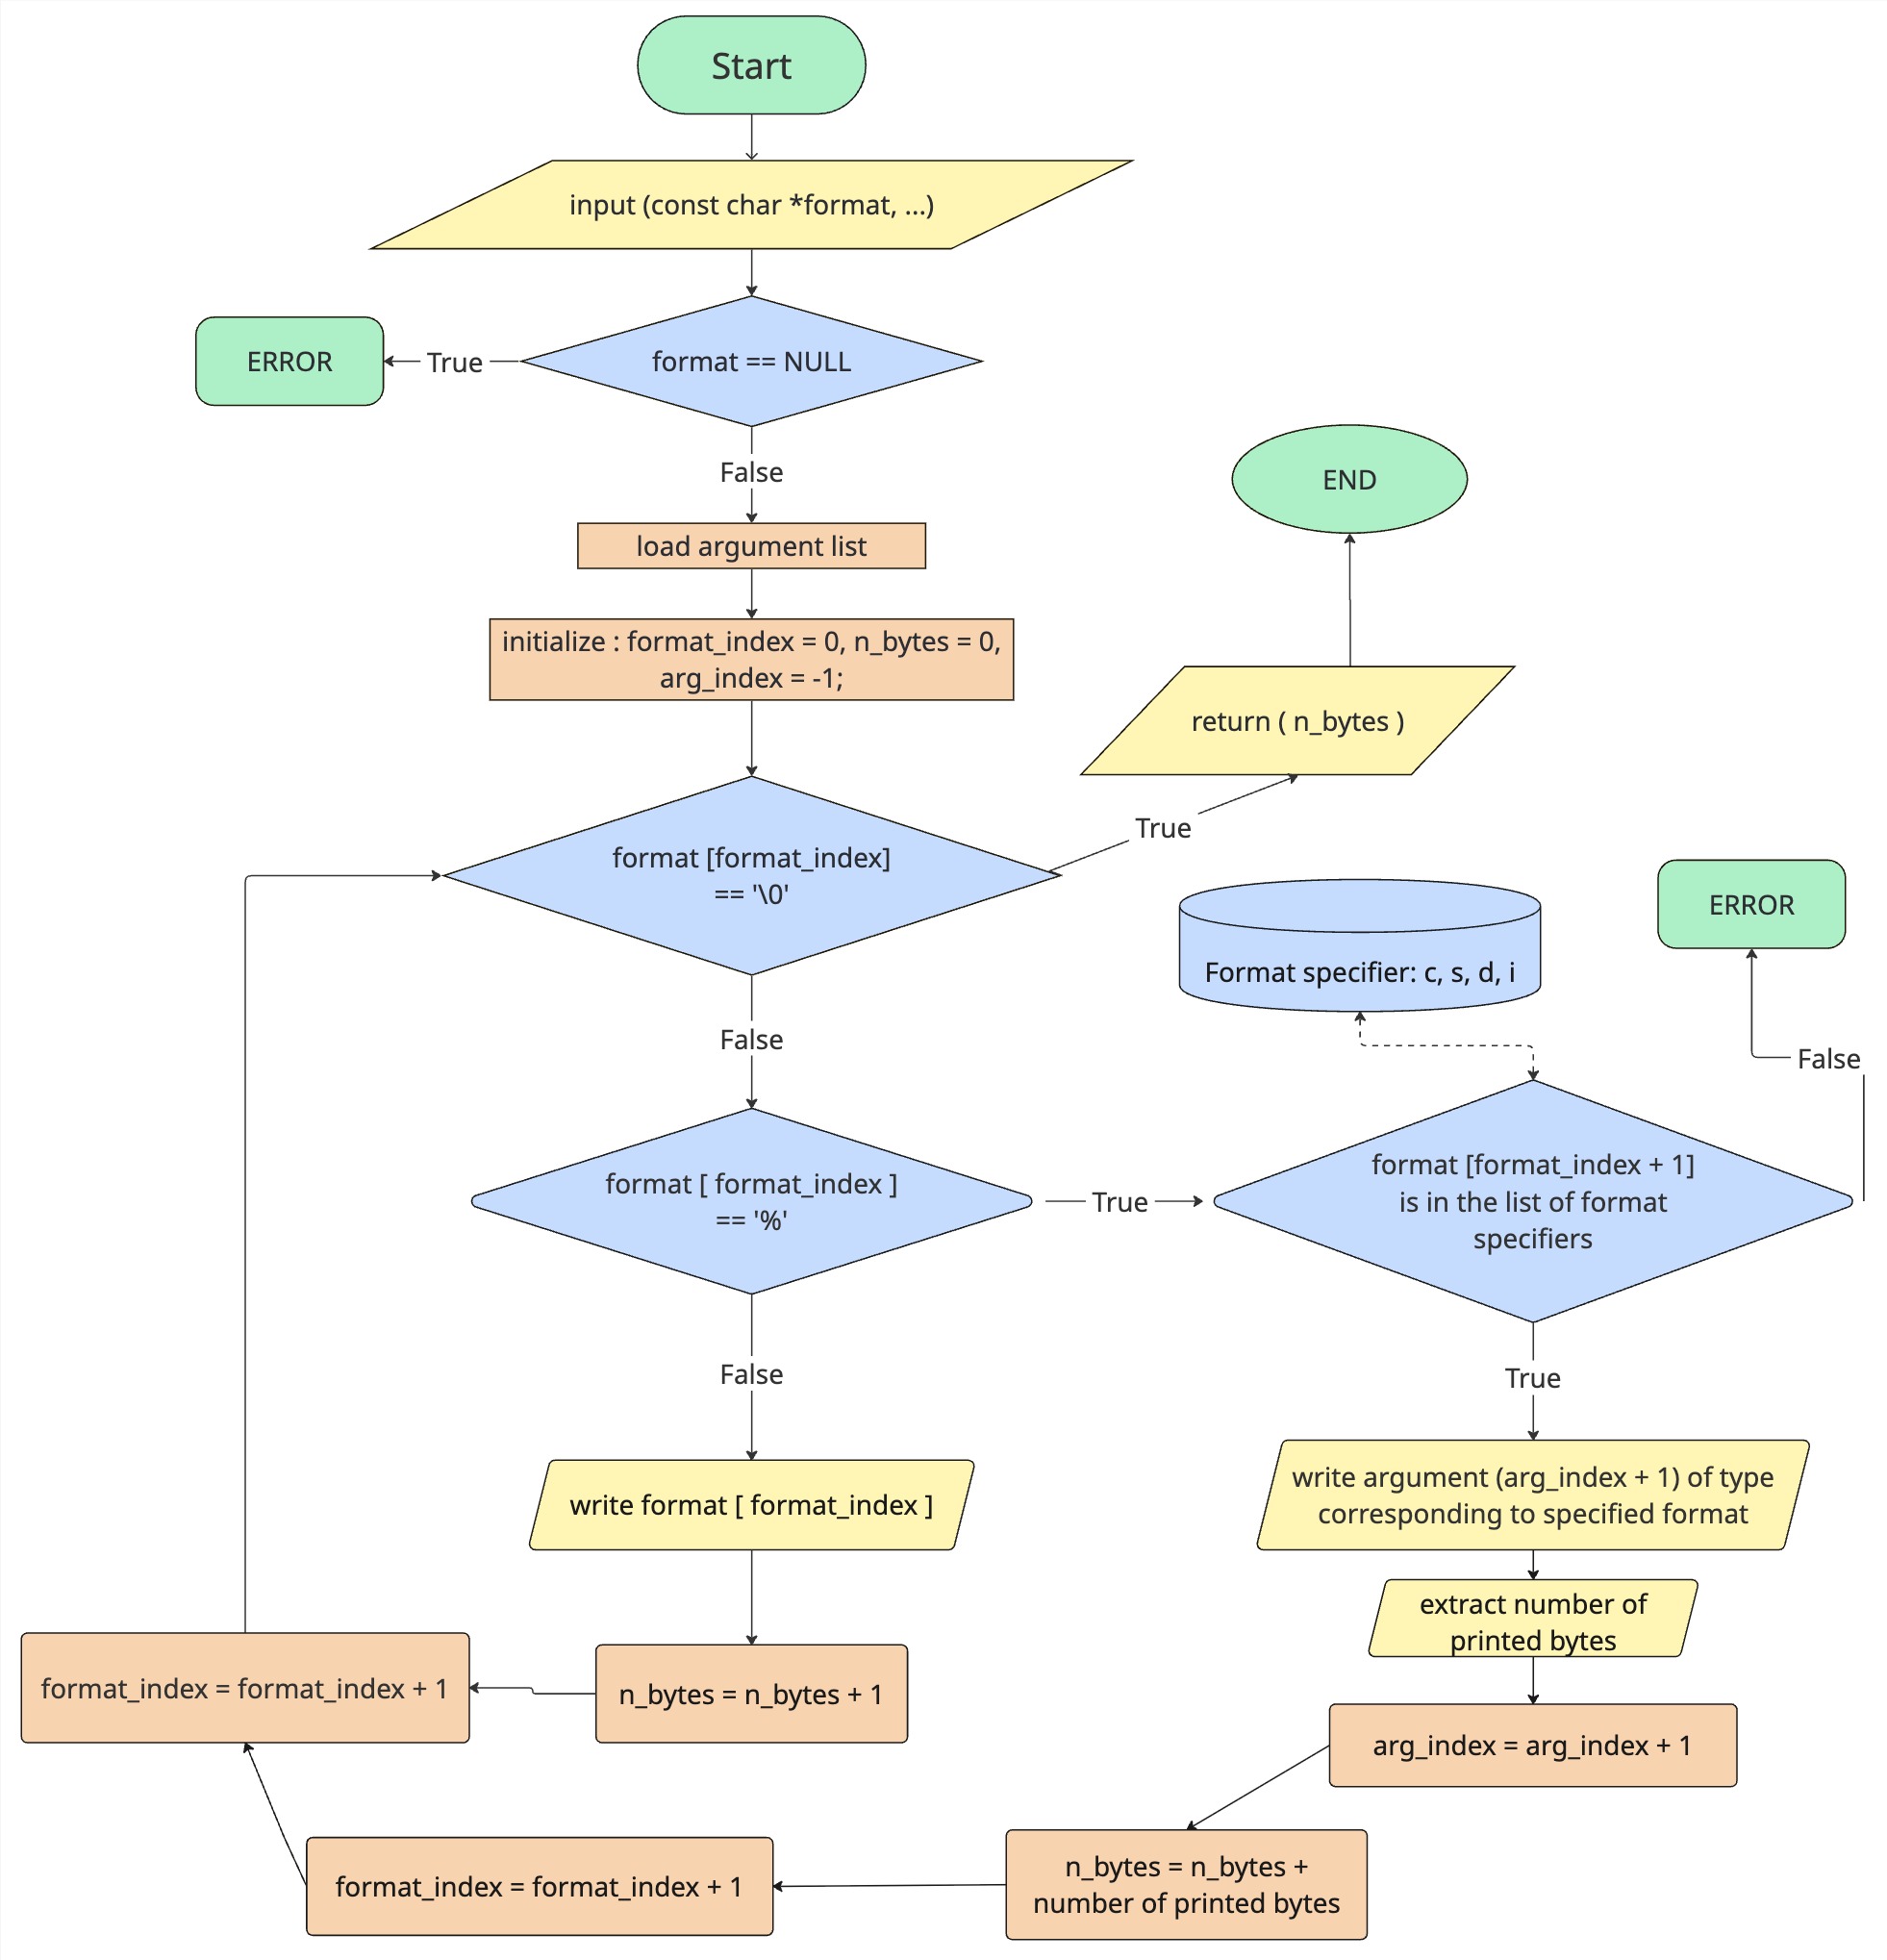 Start
input (const char *format, ...)
format == NULL
True
ERROR
False
load argument list
initialize : format_index = 0, n_bytes = 0,
arg_index = -1;
format [format_index]
== '\0'
True
return ( n_bytes )
END
False
format [ format_index ]
== '%'
True
format [format_index + 1]
is in the list of format
specifiers
Format specifier: c, s, d, i
False
ERROR
True
write argument (arg_index + 1) of type
corresponding to specified format
extract number of
printed bytes
arg_index = arg_index + 1
n_bytes = n_bytes +
number of printed bytes
format_index = format_index + 1
False
write format [ format_index ]
n_bytes = n_bytes + 1
format_index = format_index + 1